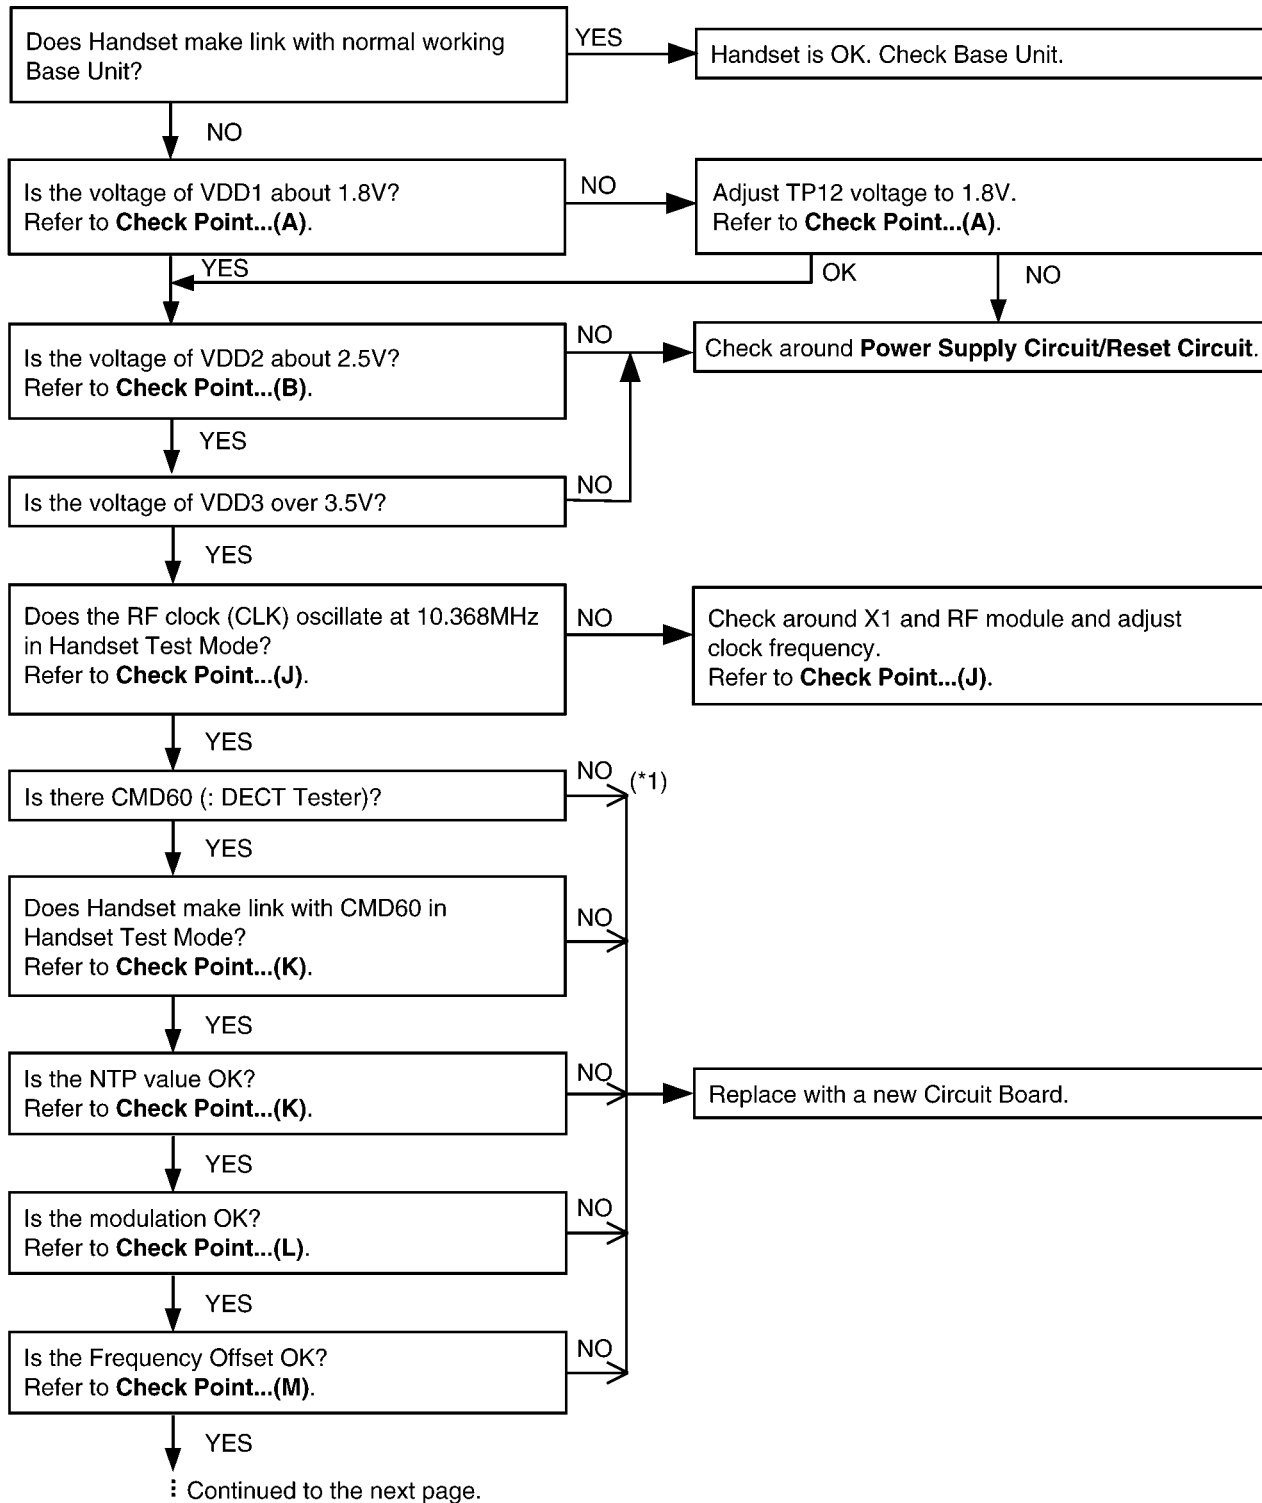 Does Handset make link with normal working
Base Unit?
YES
Handset is OK. Check Base Unit.
NO
Is the voltage of VDD1 about 1.8V?
Refer to Check Point...(A).
NO
Adjust TP12 voltage to 1.8V.
Refer to Check Point...(A).
YES
OK
NO
Is the voltage of VDD2 about 2.5V?
Refer to Check Point...(B).
NO
Check around Power Supply Circuit/Reset Circuit.
YES
Is the voltage of VDD3 over 3.5V?
NO
YES
Does the RF clock (CLK) oscillate at 10.368MHz
in Handset Test Mode?
Refer to Check Point...(J).
NO
Check around X1 and RF module and adjust
clock frequency.
Refer to Check Point...(J).
YES
Is there CMD60 (: DECT Tester)?
NO
(*1)
YES
Does Handset make link with CMD60 in
Handset Test Mode?
Refer to Check Point...(K).
NO
YES
Is the NTP value OK?
Refer to Check Point...(K).
NO
Replace with a new Circuit Board.
YES
Is the modulation OK?
Refer to Check Point...(L).
NO
YES
Is the Frequency Offset OK?
Refer to Check Point...(M).
NO
YES
⋮ Continued to the next page.